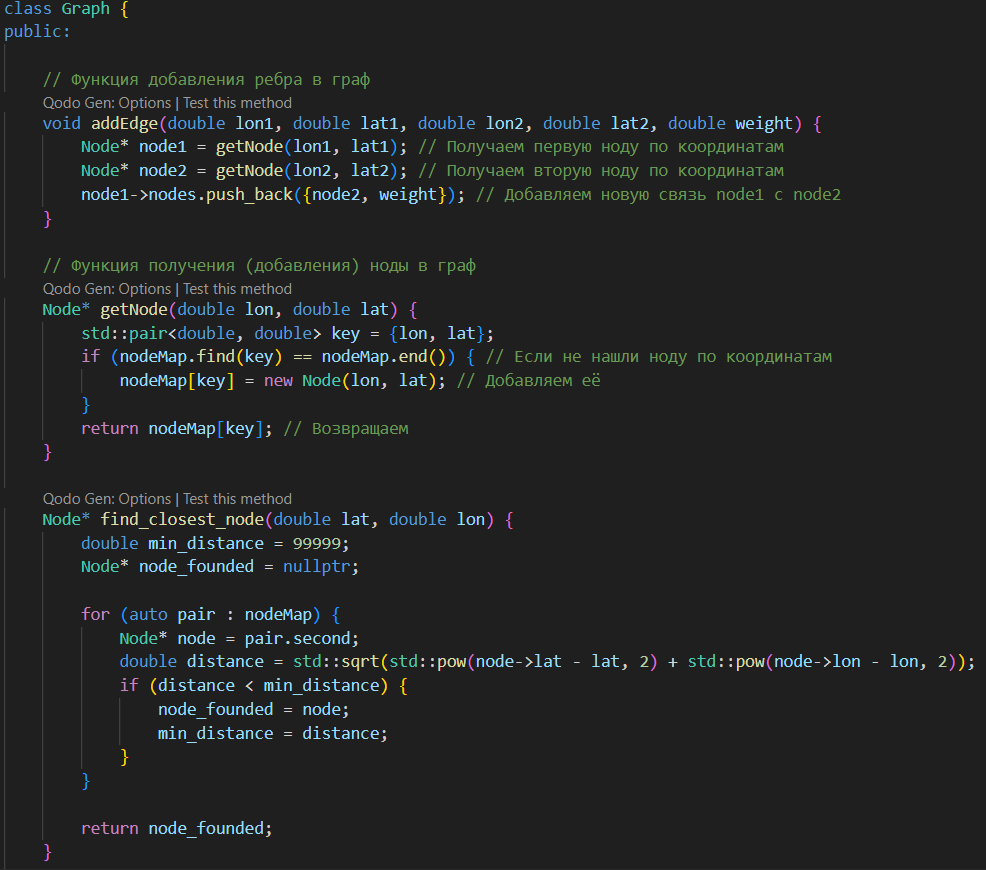 class Graph {
public:
// Функция добавления ребра в граф
Qodo Gen: Options | Test this method
void addEdge(double lon1, double lat1, double lon2, double lat2, double weight) {
Node* node1 = getNode(lon1, lat1); // Получаем первую ноду по координатам
Node* node2 = getNode(lon2, lat2); // Получаем вторую ноду по координатам
node1->nodes.push_back({node2, weight}); // Добавляем новую связь node1 с node2
}
// Функция получения (добавления) ноды в граф
Qodo Gen: Options | Test this method
Node* getNode(double lon, double lat) {
std::pair<double, double> key = {lon, lat};
if (nodeMap.find(key) == nodeMap.end()) { // Если не нашли ноду по координатам
nodeMap[key] = new Node(lon, lat); // Добавляем её
}
return nodeMap[key]; // Возвращаем
}
Qodo Gen: Options | Test this method
Node* find_closest_node(double lat, double lon) {
double min_distance = 99999;
Node* node_founded = nullptr;
for (auto pair : nodeMap) {
Node* node = pair.second;
double distance = std::sqrt(std::pow(node->lat - lat, 2) + std::pow(node->lon - lon, 2));
if (distance < min_distance) {
node_founded = node;
min_distance = distance;
}
}
return node_founded;
}